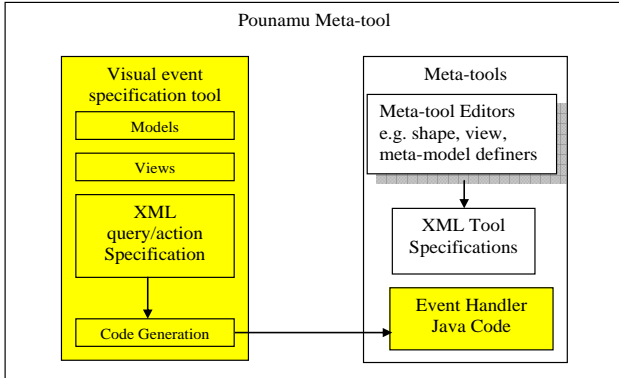 Pounamu Meta-tool
Visual event
specification tool
Models
Views
XML
query/action
Specification
Code Generation
Meta-tools
Meta-tool Editors
e.g. shape, view,
meta-model definers
XML Tool
Specifications
Event Handler
Java Code